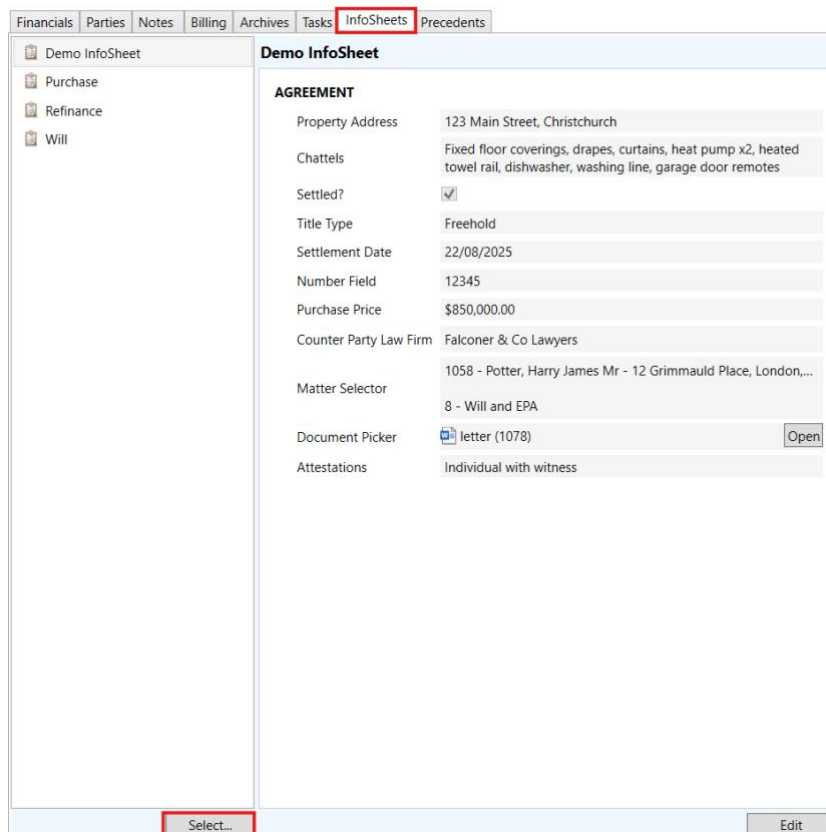 Financials Parties Notes Billing Archives Tasks InfoSheets Precedents
Demo InfoSheet
Purchase
Refinance
Will
Demo InfoSheet
AGREEMENT
Property Address 123 Main Street, Christchurch
Chattels Fixed floor coverings, drapes, curtains, heat pump x2, heated
towel rail, dishwasher, washing line, garage door remotes
Settled?
Title Type Freehold
Settlement Date 22/08/2025
Number Field 12345
Purchase Price $850,000.00
Counter Party Law Firm Falconer & Co Lawyers
Matter Selector 1058 - Potter, Harry James Mr - 12 Grimmauld Place, London,...
8 - Will and EPA
Document Picker letter (1078) Open
Attestations Individual with witness
Select... Edit